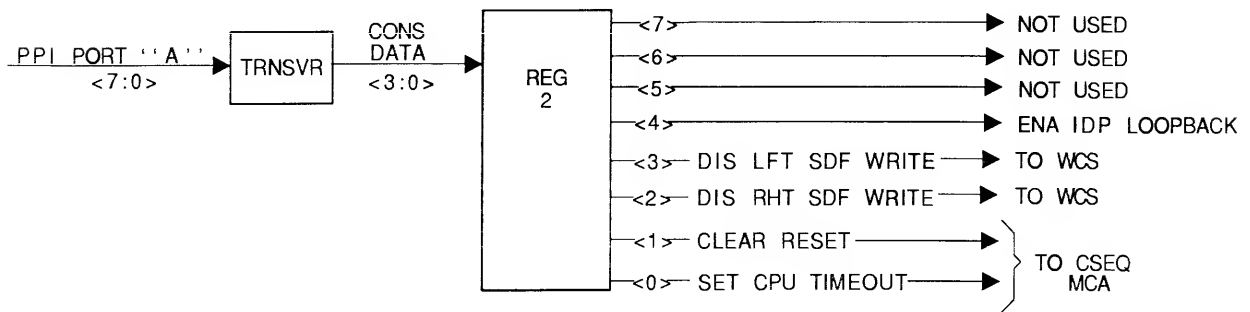 PPI PORT ''A''
<7:0>
TRNSVR
CONS
DATA
<3:0>
REG
2
<7> NOT USED
<6> NOT USED
<5> NOT USED
<4> ENA IDP LOOPBACK
<3> DIS LFT SDF WRITE TO WCS
<2> DIS RHT SDF WRITE TO WCS
<1> CLEAR RESET
<0> SET CPU TIMEOUT
TO CSEQ
MCA